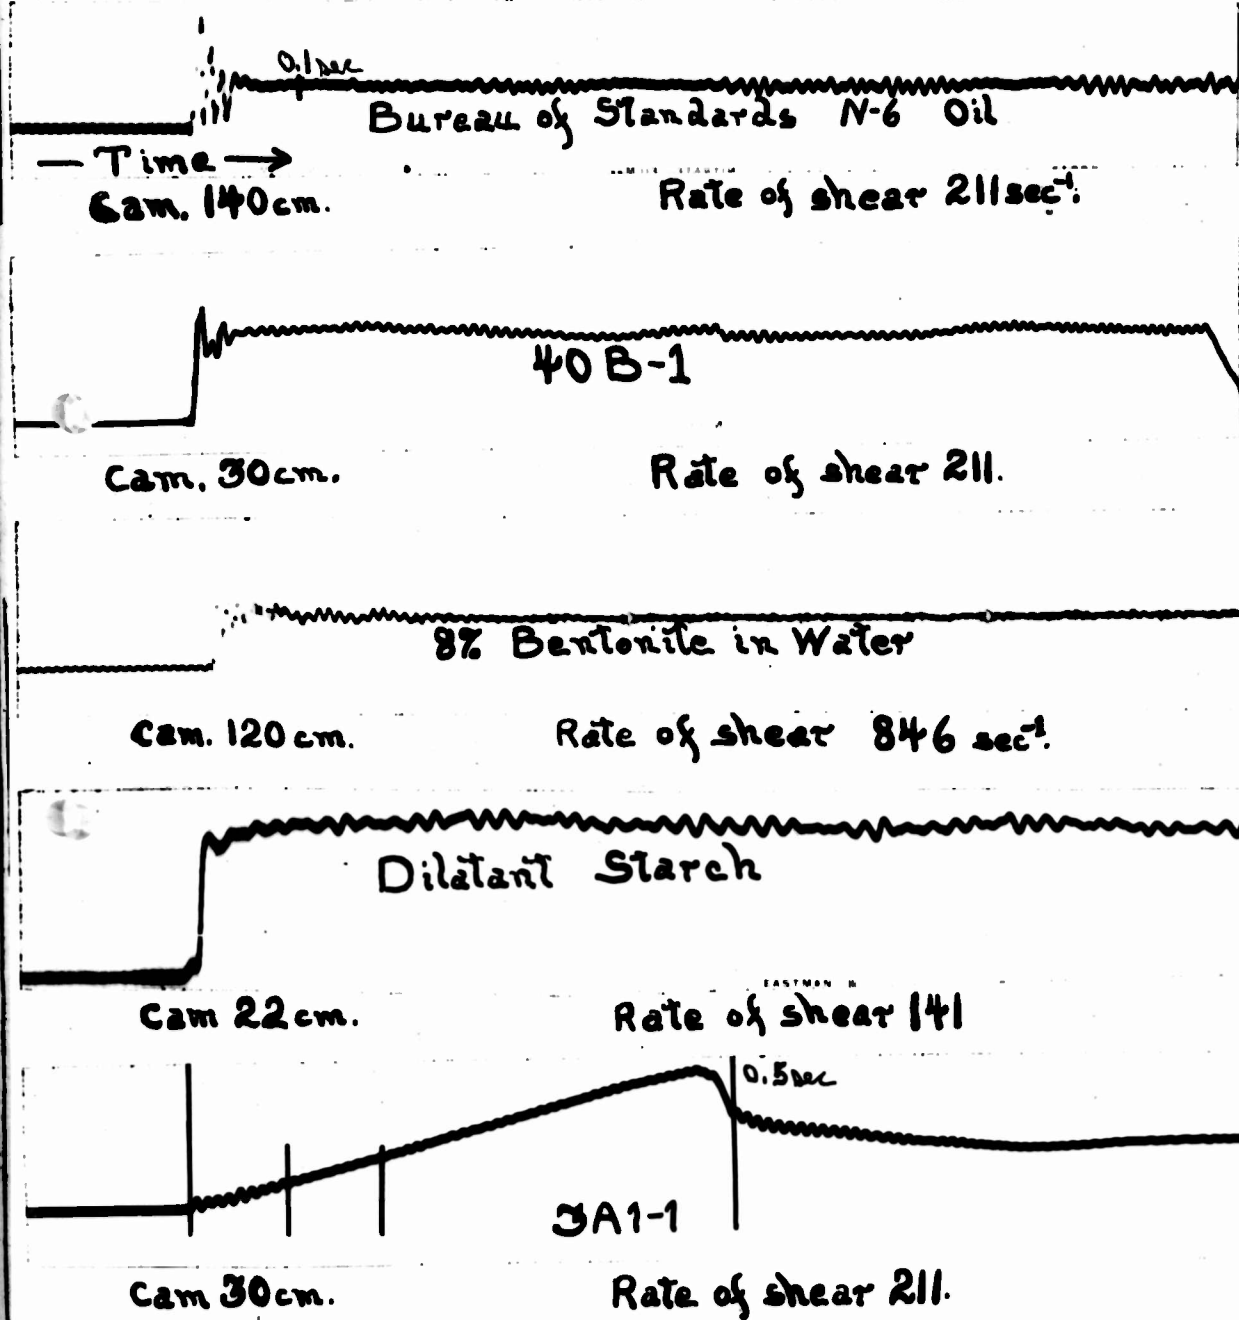 0.1 sec
Bureau of Standards N-6 Oil
— Time →
Cam. 140 cm. Rate of shear 211 sec⁻¹.
40 B-1
Cam. 30 cm. Rate of shear 211.
8% Bentonite in Water
Cam. 120 cm. Rate of shear 846 sec⁻¹.
Dilatant Starch
EASTMAN
Cam 22 cm. Rate of shear 141
0.5 sec
3A1-1
Cam 30 cm. Rate of shear 211.